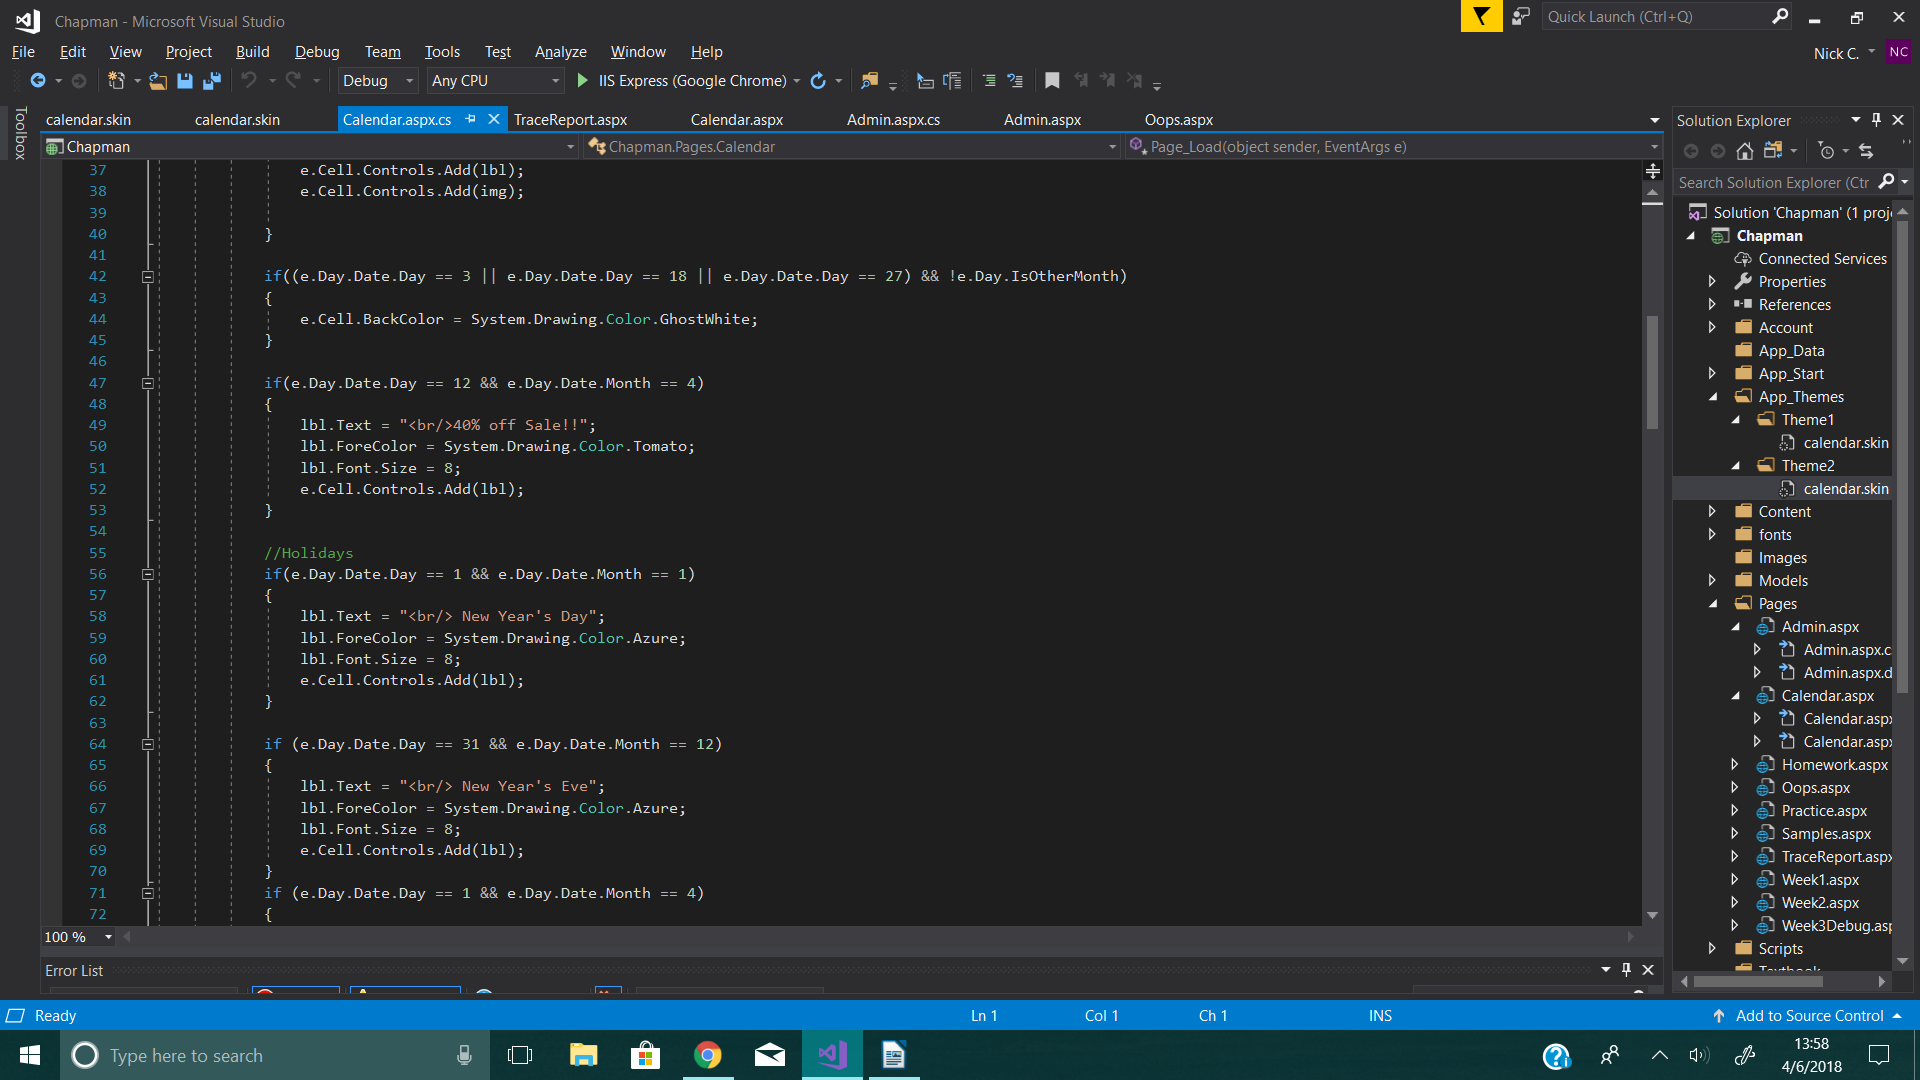 Chapman - Microsoft Visual Studio
Quick Launch (Ctrl+Q)
File Edit View Project Build Debug Team Tools Test Analyze Window Help
Nick C. NC
Debug Any CPU IIS Express (Google Chrome)
Toolbox
calendar.skin calendar.skin Calendar.aspx.cs TraceReport.aspx Calendar.aspx Admin.aspx.cs Admin.aspx Oops.aspx
Chapman Chapman.Pages.Calendar Page_Load(object sender, EventArgs e)
37 e.Cell.Controls.Add(lbl);
38 e.Cell.Controls.Add(img);
39
40 }
41
42 if((e.Day.Date.Day == 3 || e.Day.Date.Day == 18 || e.Day.Date.Day == 27) && !e.Day.IsOtherMonth)
43 {
44 e.Cell.BackColor = System.Drawing.Color.GhostWhite;
45 }
46
47 if(e.Day.Date.Day == 12 && e.Day.Date.Month == 4)
48 {
49 lbl.Text = "<br/>40% off Sale!!";
50 lbl.ForeColor = System.Drawing.Color.Tomato;
51 lbl.Font.Size = 8;
52 e.Cell.Controls.Add(lbl);
53 }
54
55 //Holidays
56 if(e.Day.Date.Day == 1 && e.Day.Date.Month == 1)
57 {
58 lbl.Text = "<br/> New Year's Day";
59 lbl.ForeColor = System.Drawing.Color.Azure;
60 lbl.Font.Size = 8;
61 e.Cell.Controls.Add(lbl);
62 }
63
64 if (e.Day.Date.Day == 31 && e.Day.Date.Month == 12)
65 {
66 lbl.Text = "<br/> New Year's Eve";
67 lbl.ForeColor = System.Drawing.Color.Azure;
68 lbl.Font.Size = 8;
69 e.Cell.Controls.Add(lbl);
70 }
71 if (e.Day.Date.Day == 1 && e.Day.Date.Month == 4)
72 {
100 %
Error List
Solution Explorer
Search Solution Explorer (Ctr
Solution 'Chapman' (1 proj
Chapman
Connected Services
Properties
References
Account
App_Data
App_Start
App_Themes
Theme1
calendar.skin
Theme2
calendar.skin
Content
fonts
Images
Models
Pages
Admin.aspx
Admin.aspx.c
Admin.aspx.d
Calendar.aspx
Calendar.aspx
Calendar.aspx
Homework.aspx
Oops.aspx
Practice.aspx
Samples.aspx
TraceReport.aspx
Week1.aspx
Week2.aspx
Week3Debug.asp
Scripts
Ready Ln 1 Col 1 Ch 1 INS Add to Source Control
Type here to search
13:58
4/6/2018